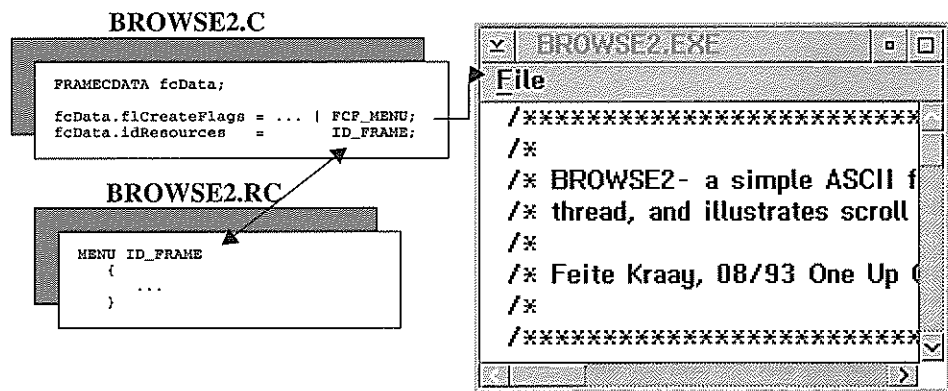 BROWSE2.C
FRAMECDATA fcData;
fcData.flCreateFlags = ... | FCF_MENU;
fcData.idResources = ID_FRAME;
BROWSE2.RC
MENU ID_FRAME
{
...
}
BROWSE2.EXE
File
/**************************
/*
/* BROWSE2- a simple ASCII f
/* thread, and illustrates scroll
/*
/* Feite Kraay, 08/93 One Up
/*
/**************************